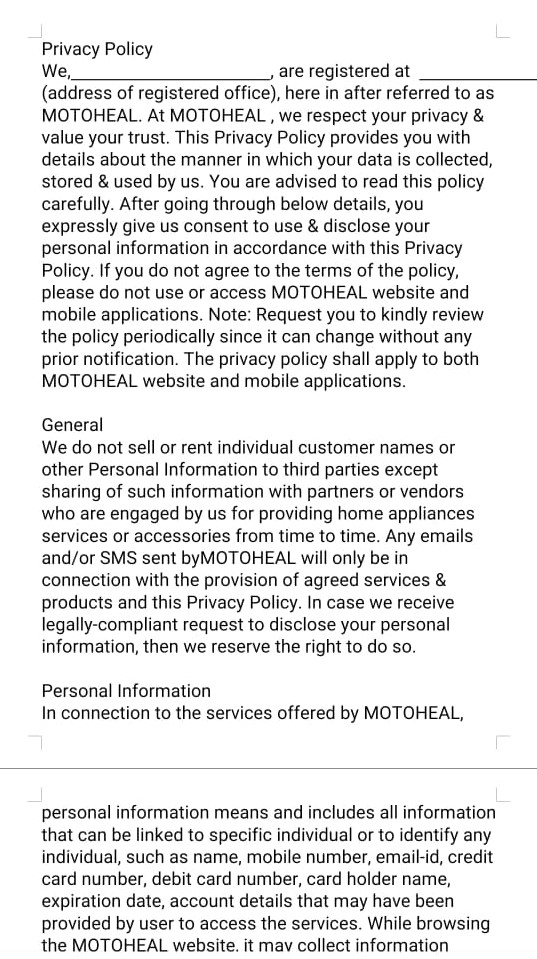 Privacy Policy
We,______________________, are registered at _____________
(address of registered office), here in after referred to as
MOTOHEAL. At MOTOHEAL , we respect your privacy &
value your trust. This Privacy Policy provides you with
details about the manner in which your data is collected,
stored & used by us. You are advised to read this policy
carefully. After going through below details, you
expressly give us consent to use & disclose your
personal information in accordance with this Privacy
Policy. If you do not agree to the terms of the policy,
please do not use or access MOTOHEAL website and
mobile applications. Note: Request you to kindly review
the policy periodically since it can change without any
prior notification. The privacy policy shall apply to both
MOTOHEAL website and mobile applications.
General
We do not sell or rent individual customer names or
other Personal Information to third parties except
sharing of such information with partners or vendors
who are engaged by us for providing home appliances
services or accessories from time to time. Any emails
and/or SMS sent byMOTOHEAL will only be in
connection with the provision of agreed services &
products and this Privacy Policy. In case we receive
legally-compliant request to disclose your personal
information, then we reserve the right to do so.
Personal Information
In connection to the services offered by MOTOHEAL,
personal information means and includes all information
that can be linked to specific individual or to identify any
individual, such as name, mobile number, email-id, credit
card number, debit card number, card holder name,
expiration date, account details that may have been
provided by user to access the services. While browsing
the MOTOHEAL website, it may collect information